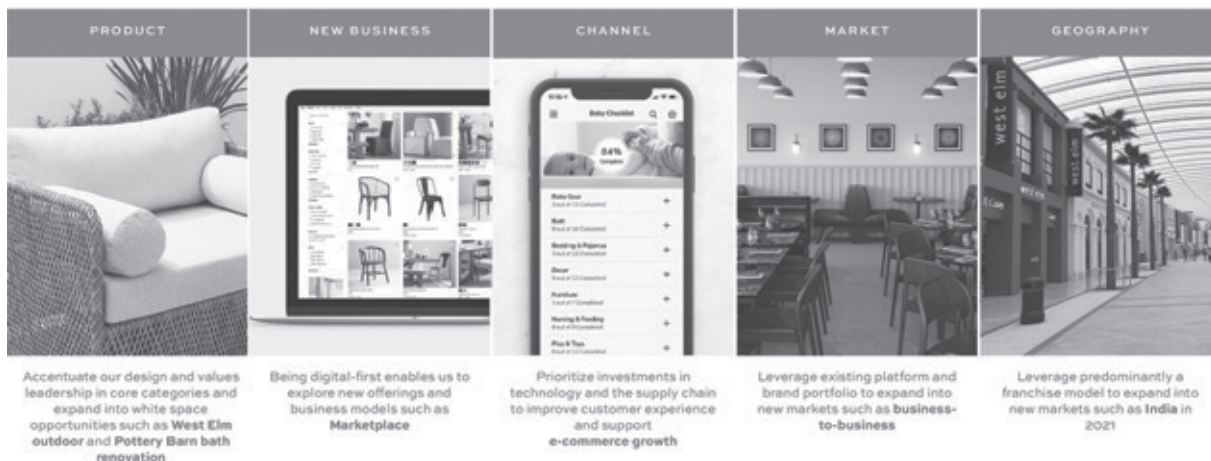 PRODUCT
NEW BUSINESS
CHANNEL
MARKET
GEOGRAPHY
Baby Checklist
84%
Complete
Baby Gear
Bath
Bedding & Pajamas
Decor
Furniture
Nursing & Feeding
Play & Toys
west elm
west elm
west elm
Accentuate our design and values
leadership in core categories and
expand into white space
opportunities such as West Elm
outdoor and Pottery Barn bath
renovation
Being digital-first enables us to
explore new offerings and
business models such as
Marketplace
Prioritize investments in
technology and the supply chain
to improve customer experience
and support
e-commerce growth
Leverage existing platform and
brand portfolio to expand into
new markets such as business-
to-business
Leverage predominantly a
franchise model to expand into
new markets such as India in
2021